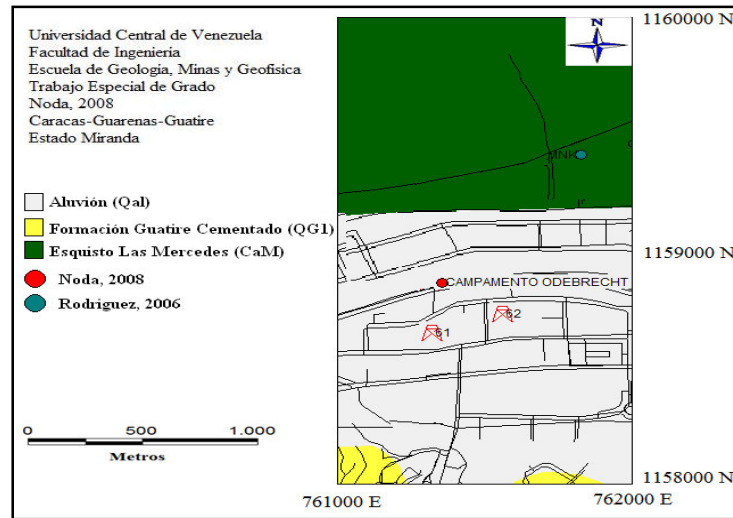 Universidad Central de Venezuela
Facultad de Ingeniería
Escuela de Geología, Minas y Geofísica
Trabajo Especial de Grado
Noda, 2008
Caracas-Guarenas-Guatire
Estado Miranda
N
1160000 N
MNK
Aluvión (Qal)
Formación Guatire Cementado (QG1)
Esquisto Las Mercedes (CaM)
Noda, 2008
Rodriguez, 2006
1159000 N
CAMPAMENTO ODEBRECHT
52
51
0 500 1.000
Metros
1158000 N
761000 E
762000 E